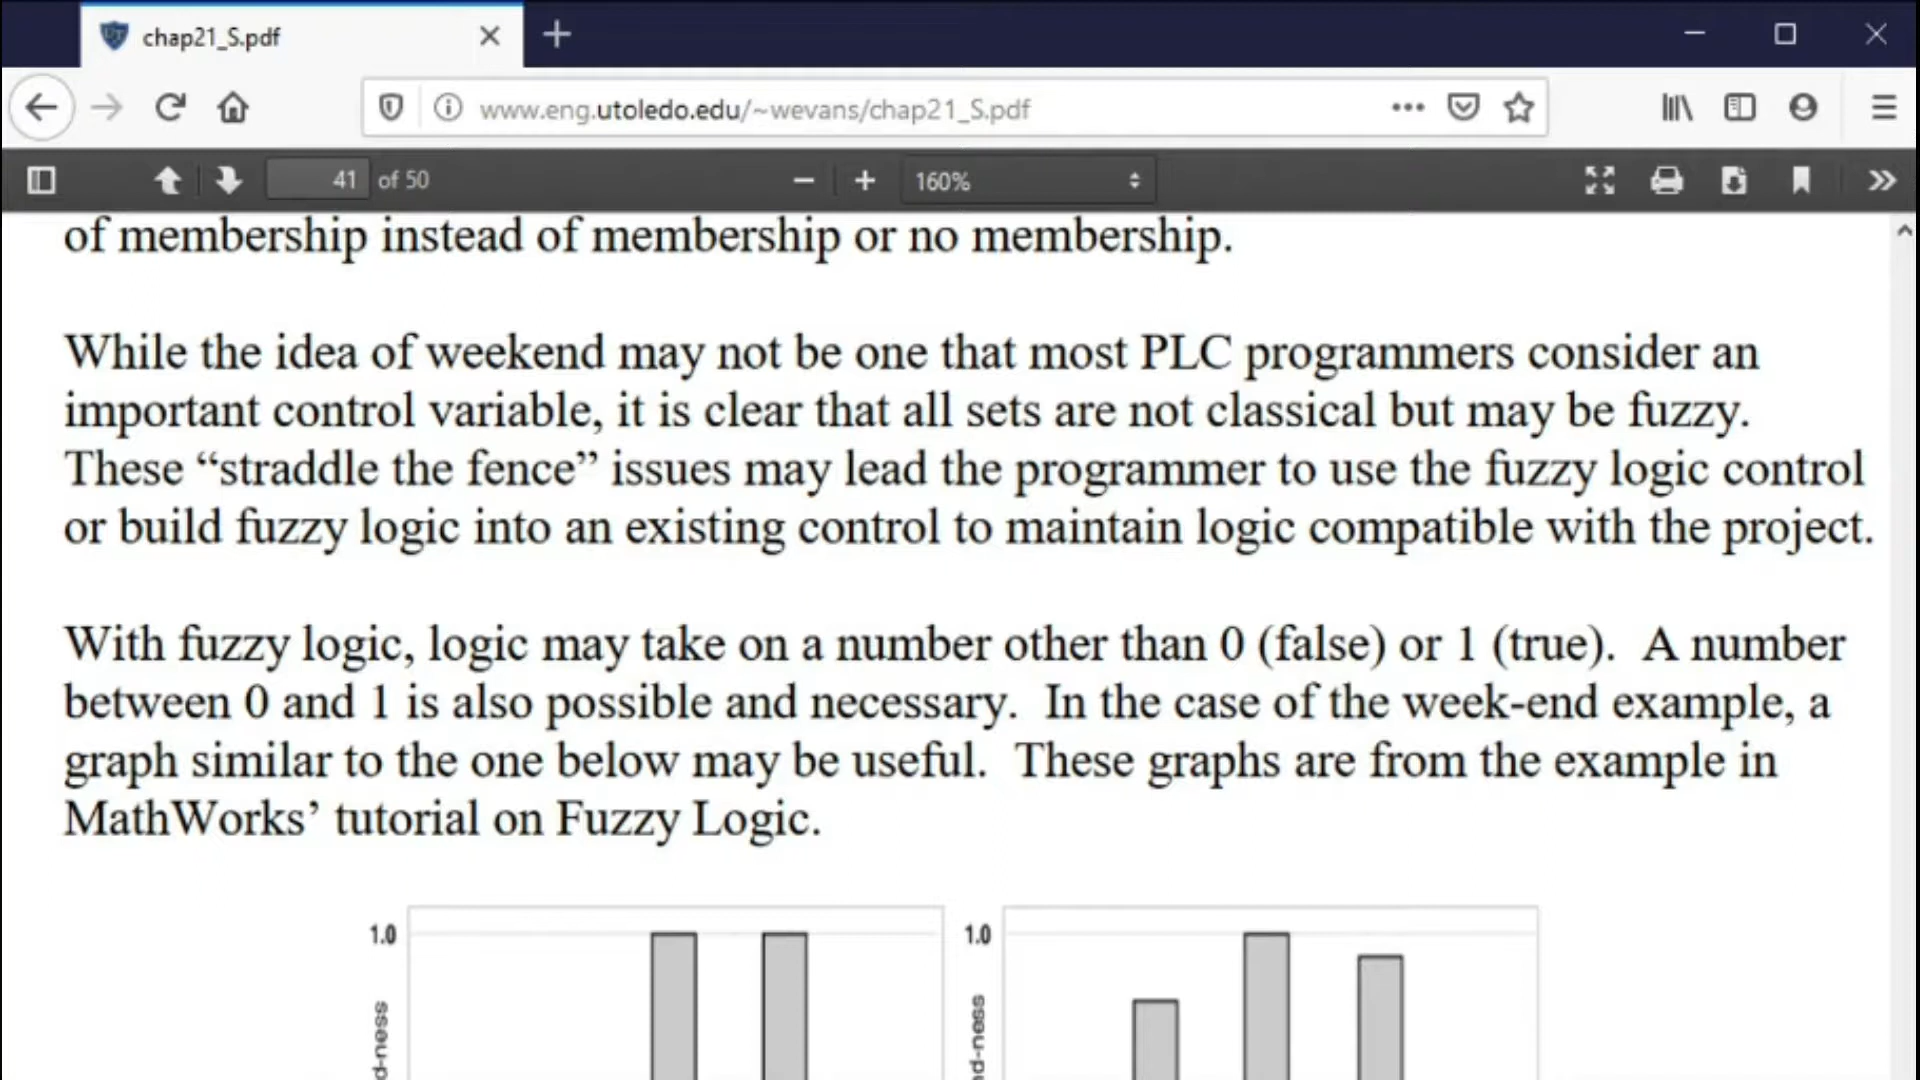 chap21_S.pdf
www.eng.utoledo.edu/~wevans/chap21_S.pdf
41 of 50
160%
of membership instead of membership or no membership.
While the idea of weekend may not be one that most PLC programmers consider an
important control variable, it is clear that all sets are not classical but may be fuzzy.
These “straddle the fence” issues may lead the programmer to use the fuzzy logic control
or build fuzzy logic into an existing control to maintain logic compatible with the project.
With fuzzy logic, logic may take on a number other than 0 (false) or 1 (true). A number
between 0 and 1 is also possible and necessary. In the case of the week-end example, a
graph similar to the one below may be useful. These graphs are from the example in
MathWorks’ tutorial on Fuzzy Logic.
1.0
d-ness
1.0
nd-ness